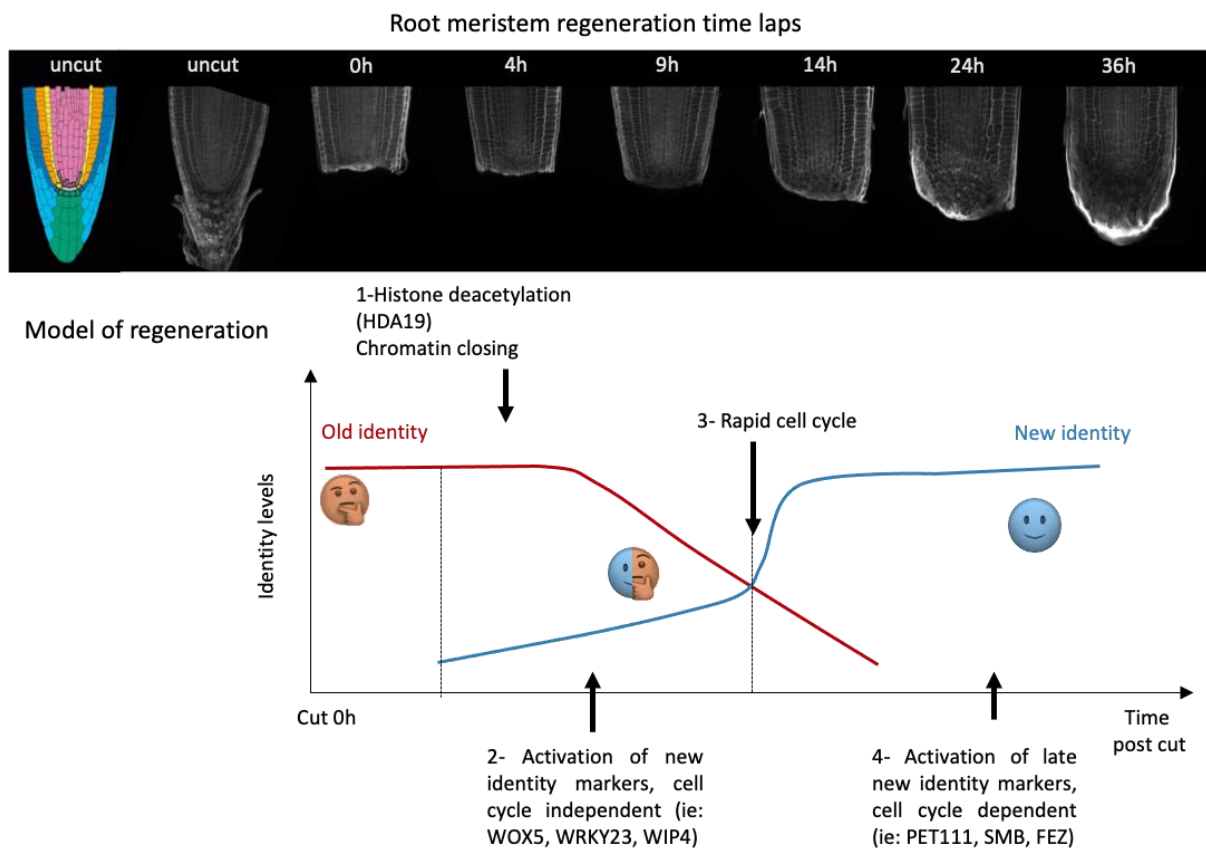 Root meristem regeneration time laps
uncut
uncut
0h
4h
9h
14h
24h
36h
Model of regeneration
1-Histone deacetylation
(HDA19)
Chromatin closing
Old identity
3- Rapid cell cycle
New identity
Identity levels
Cut 0h
Time
post cut
2- Activation of new
identity markers, cell
cycle independent (ie:
WOX5, WRKY23, WIP4)
4- Activation of late
new identity markers,
cell cycle dependent
(ie: PET111, SMB, FEZ)